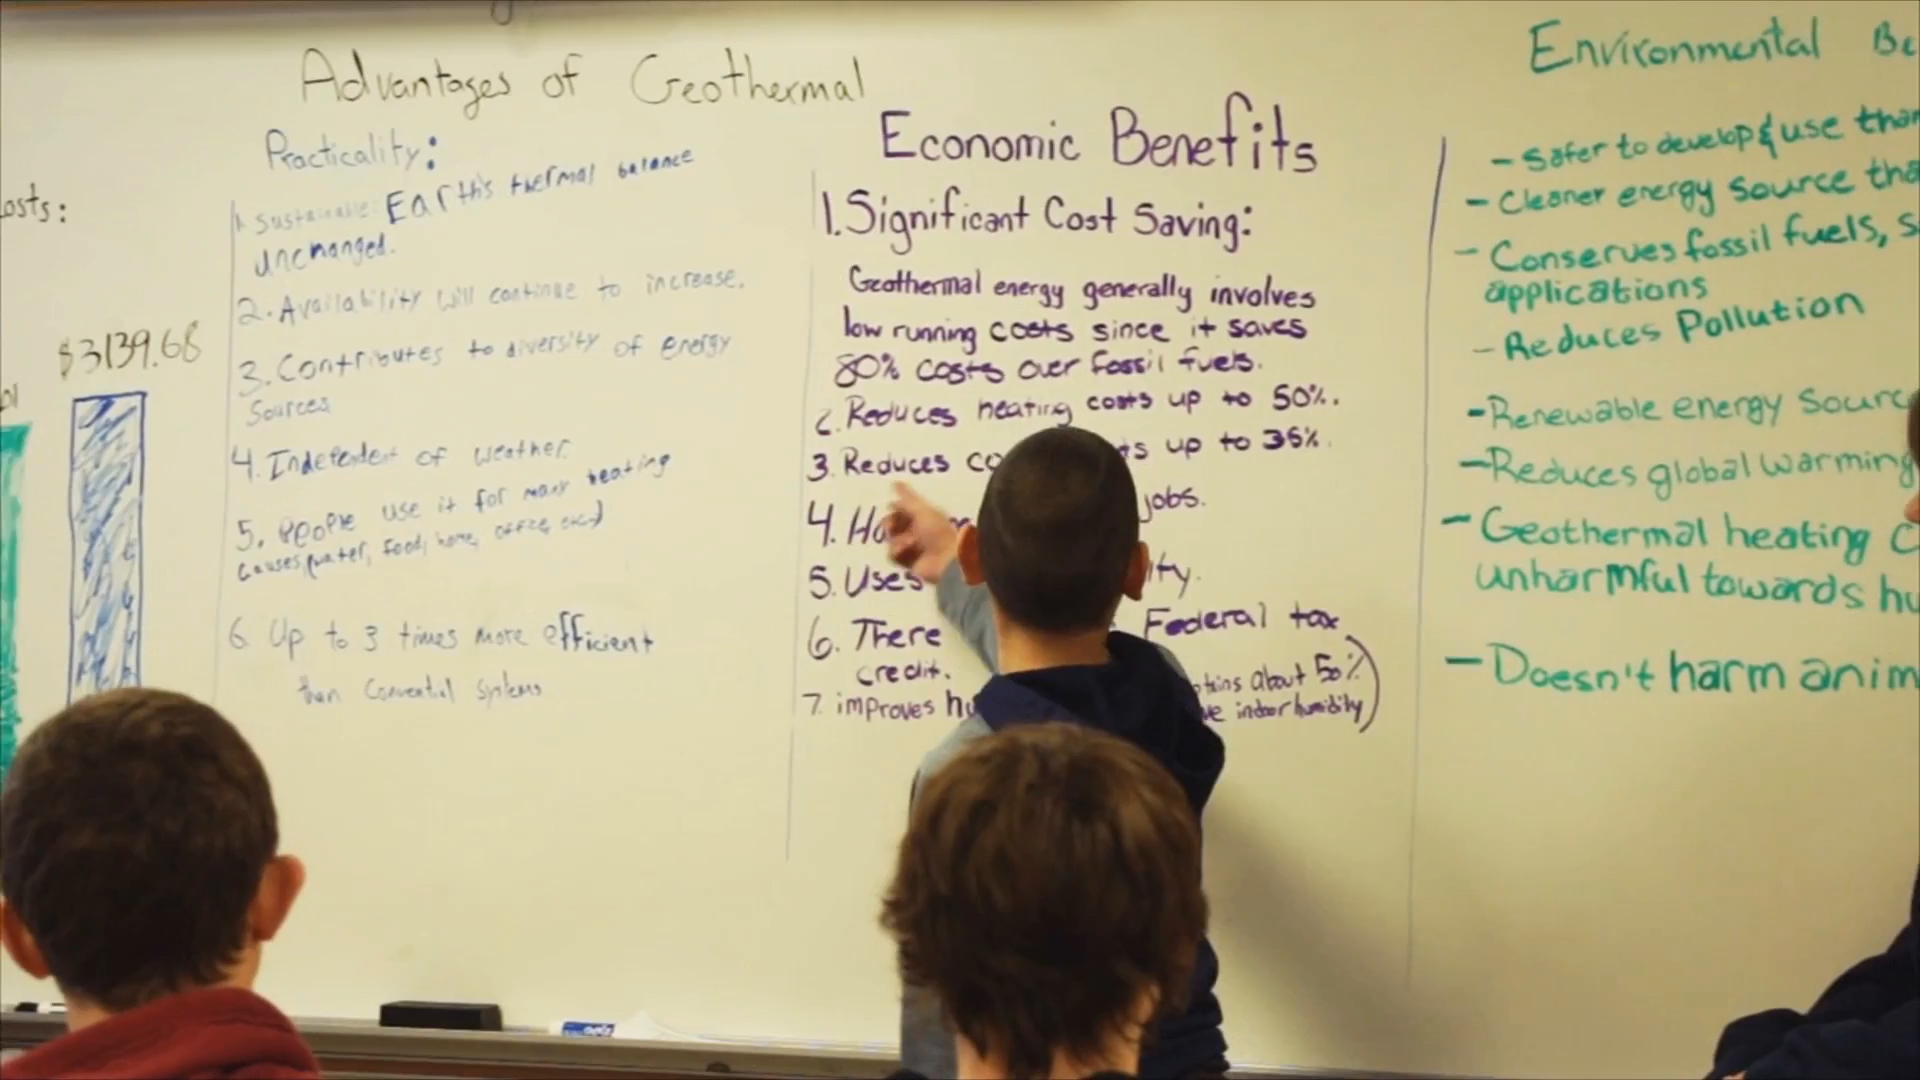 Advantages of Geothermal
osts:
$3139.68
Practicality:
1. Sustainable: Earth's thermal balance
unchanged.
2. Availability will continue to increase.
3. Contributes to diversity of energy
Sources
4. Independent of weather.
5. People use it for many heating
causes (water, food, home, office, etc)
6. Up to 3 times more efficient
than Convential Systems
Economic Benefits
1. Significant Cost Saving:
Geothermal energy generally involves
low running costs since it saves
80% costs over fossil fuels.
2. Reduces heating costs up to 50%.
3. Reduces co ts up to 35%.
4. Ha jobs.
5. Uses ity.
6. There Federal tax
credit.
7. improves hu tains about 50%
ve indoor humidity)
Environmental Be
- Safer to develop & use than
- Cleaner energy source tha
- Conserves fossil fuels, s
applications
- Reduces Pollution
- Renewable energy sourc
- Reduces global warming
- Geothermal heating c
unharmful towards hu
- Doesn't harm anim